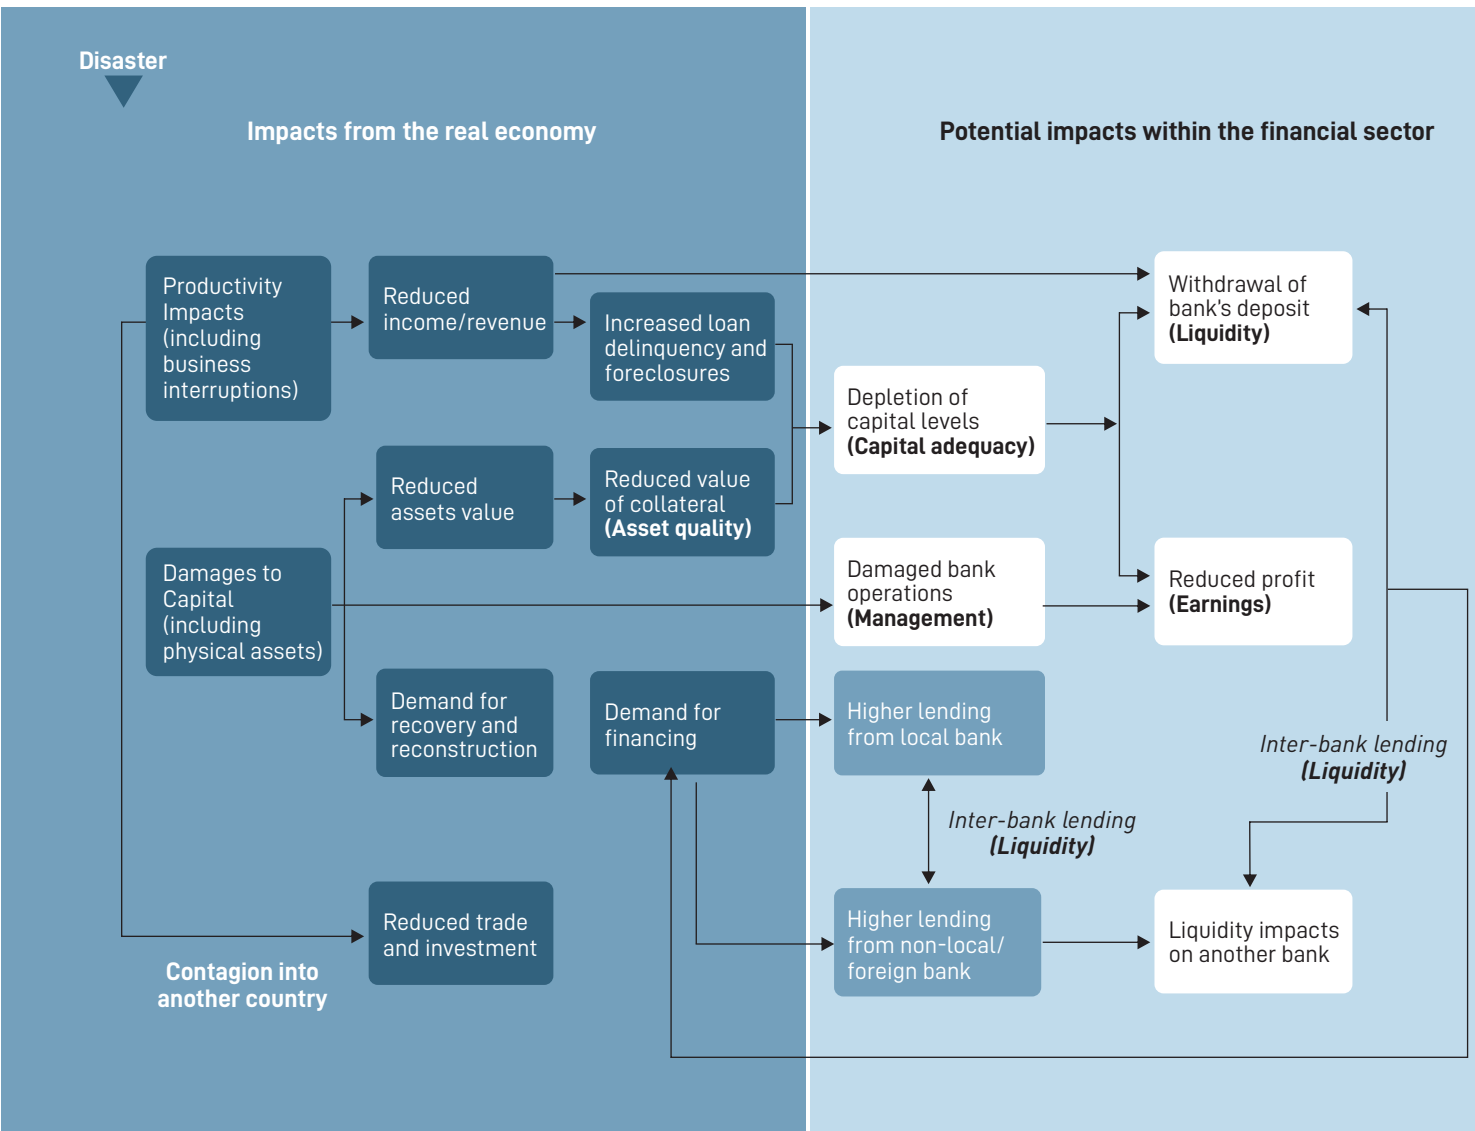 Disaster
Impacts from the real economy
Potential impacts within the financial sector
Productivity
Impacts
(including
business
interruptions)
Reduced
income/revenue
Increased loan
delinquency and
foreclosures
Withdrawal of
bank's deposit
(Liquidity)
Depletion of
capital levels
(Capital adequacy)
Reduced
assets value
Reduced value
of collateral
(Asset quality)
Damages to
Capital
(including
physical assets)
Damaged bank
operations
(Management)
Reduced profit
(Earnings)
Demand for
recovery and
reconstruction
Demand for
financing
Higher lending
from local bank
Inter-bank lending
(Liquidity)
Inter-bank lending
(Liquidity)
Reduced trade
and investment
Higher lending
from non-local/
foreign bank
Liquidity impacts
on another bank
Contagion into
another country